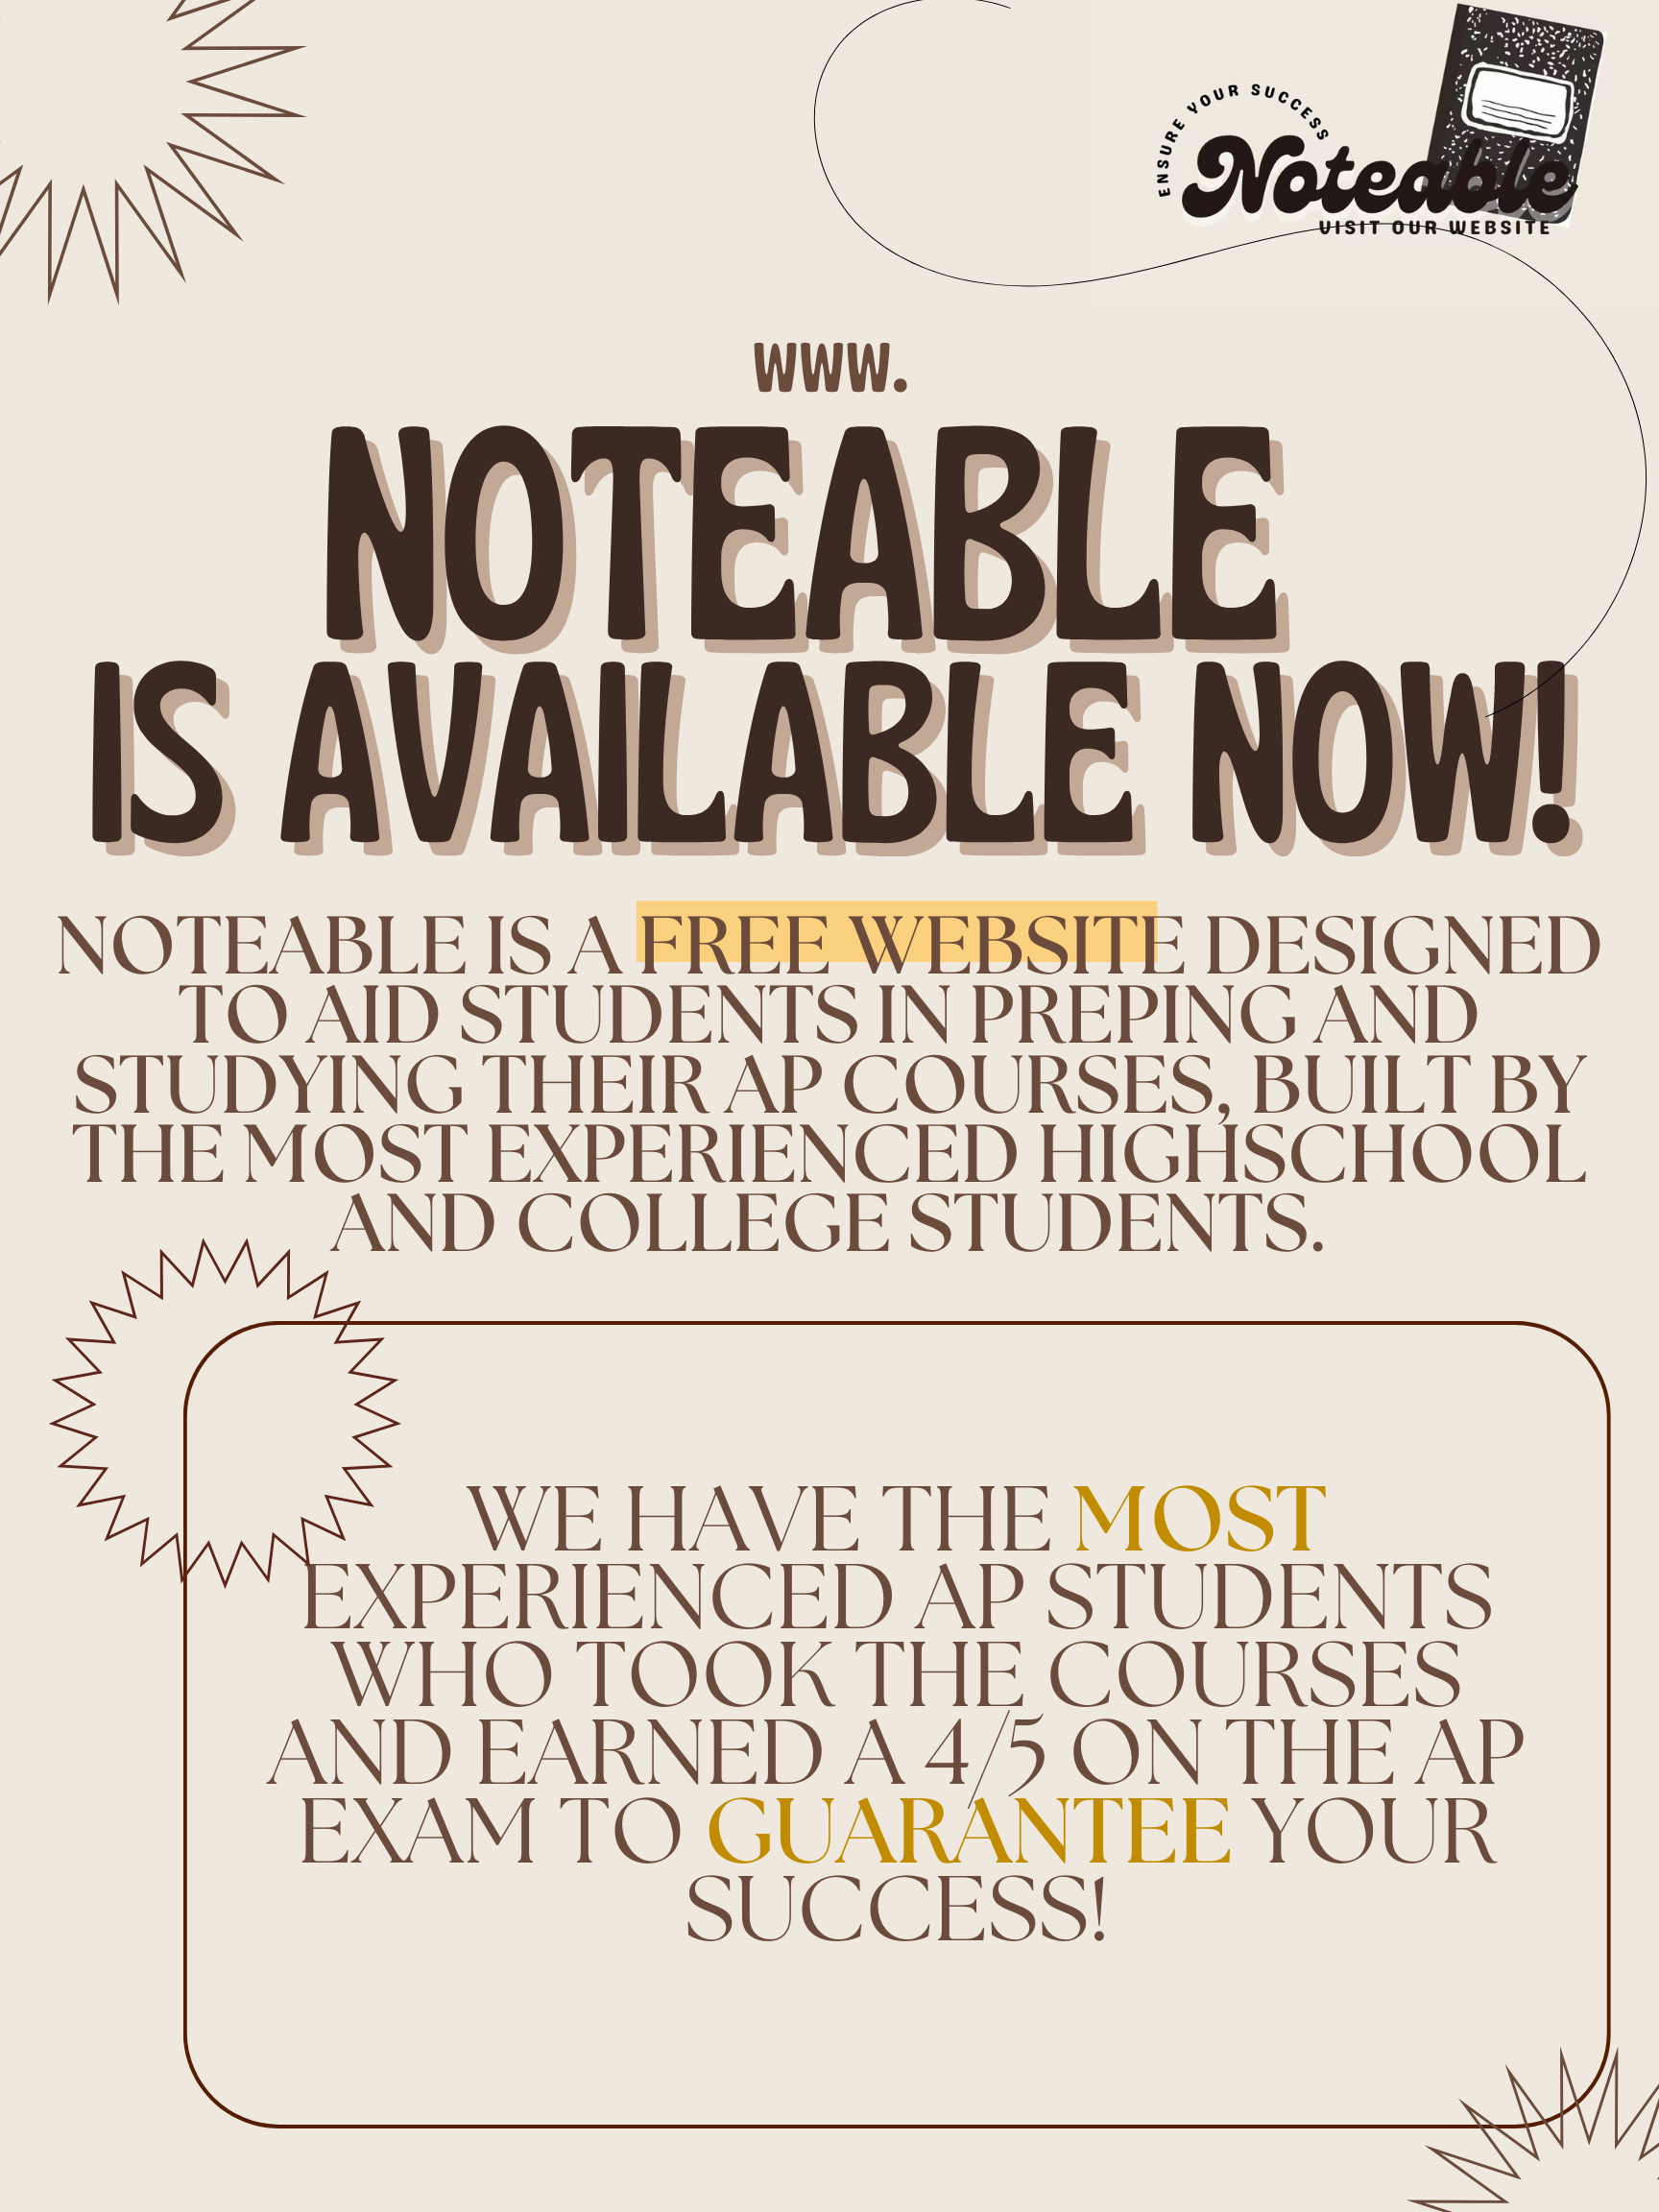 ENSURE YOUR SUCCESS
Noteable
VISIT OUR WEBSITE
WWW.
NOTEABLE
IS AVAILABLE NOW!
NOTEABLE IS A FREE WEBSITE DESIGNED
TO AID STUDENTS IN PREPING AND
STUDYING THEIR AP COURSES, BUILT BY
THE MOST EXPERIENCED HIGHSCHOOL
AND COLLEGE STUDENTS.
WE HAVE THE MOST
EXPERIENCED AP STUDENTS
WHO TOOK THE COURSES
AND EARNED A 4/5 ON THE AP
EXAM TO GUARANTEE YOUR
SUCCESS!